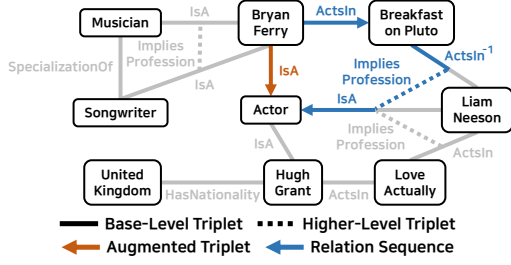 Musician
IsA
Bryan
Ferry
ActsIn
Breakfast
on Pluto
Implies
Profession
SpecializationOf
IsA
IsA
Implies
Profession
ActsIn⁻¹
Songwriter
Actor
IsA
Liam
Neeson
IsA
Implies
Profession
ActsIn
United
Kingdom
HasNationality
Hugh
Grant
ActsIn
Love
Actually
Base-Level Triplet
Higher-Level Triplet
Augmented Triplet
Relation Sequence